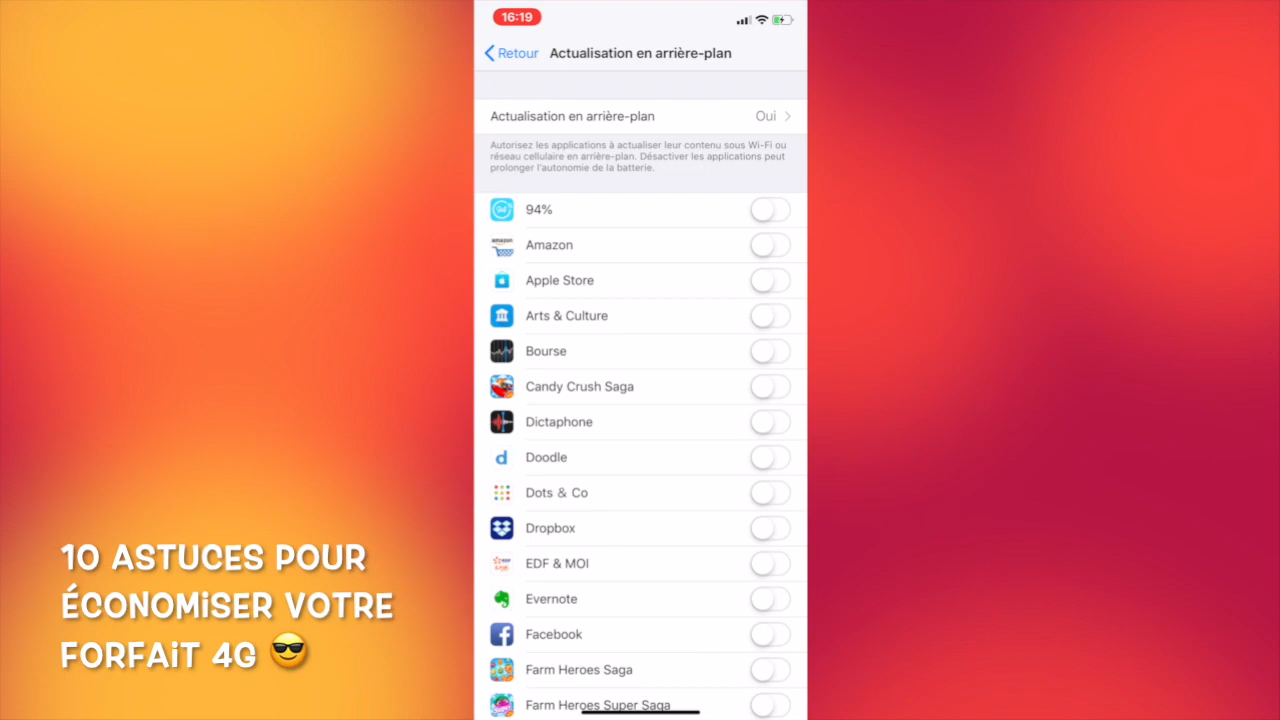 16:19
Retour Actualisation en arrière-plan
Actualisation en arrière-plan Oui
Autorisez les applications à actualiser leur contenu sous Wi-Fi ou
réseau cellulaire en arrière-plan. Désactiver les applications peut
prolonger l'autonomie de la batterie.
94%
amazon Amazon
Apple Store
Arts & Culture
Bourse
Candy Crush Saga
Dictaphone
d Doodle
Dots & Co
Dropbox
EDF & MOI
Evernote
f Facebook
Farm Heroes Saga
Farm Heroes Super Saga
10 ASTUCES POUR
ÉCONOMiSER VOTRE
FORFAiT 4G 😎